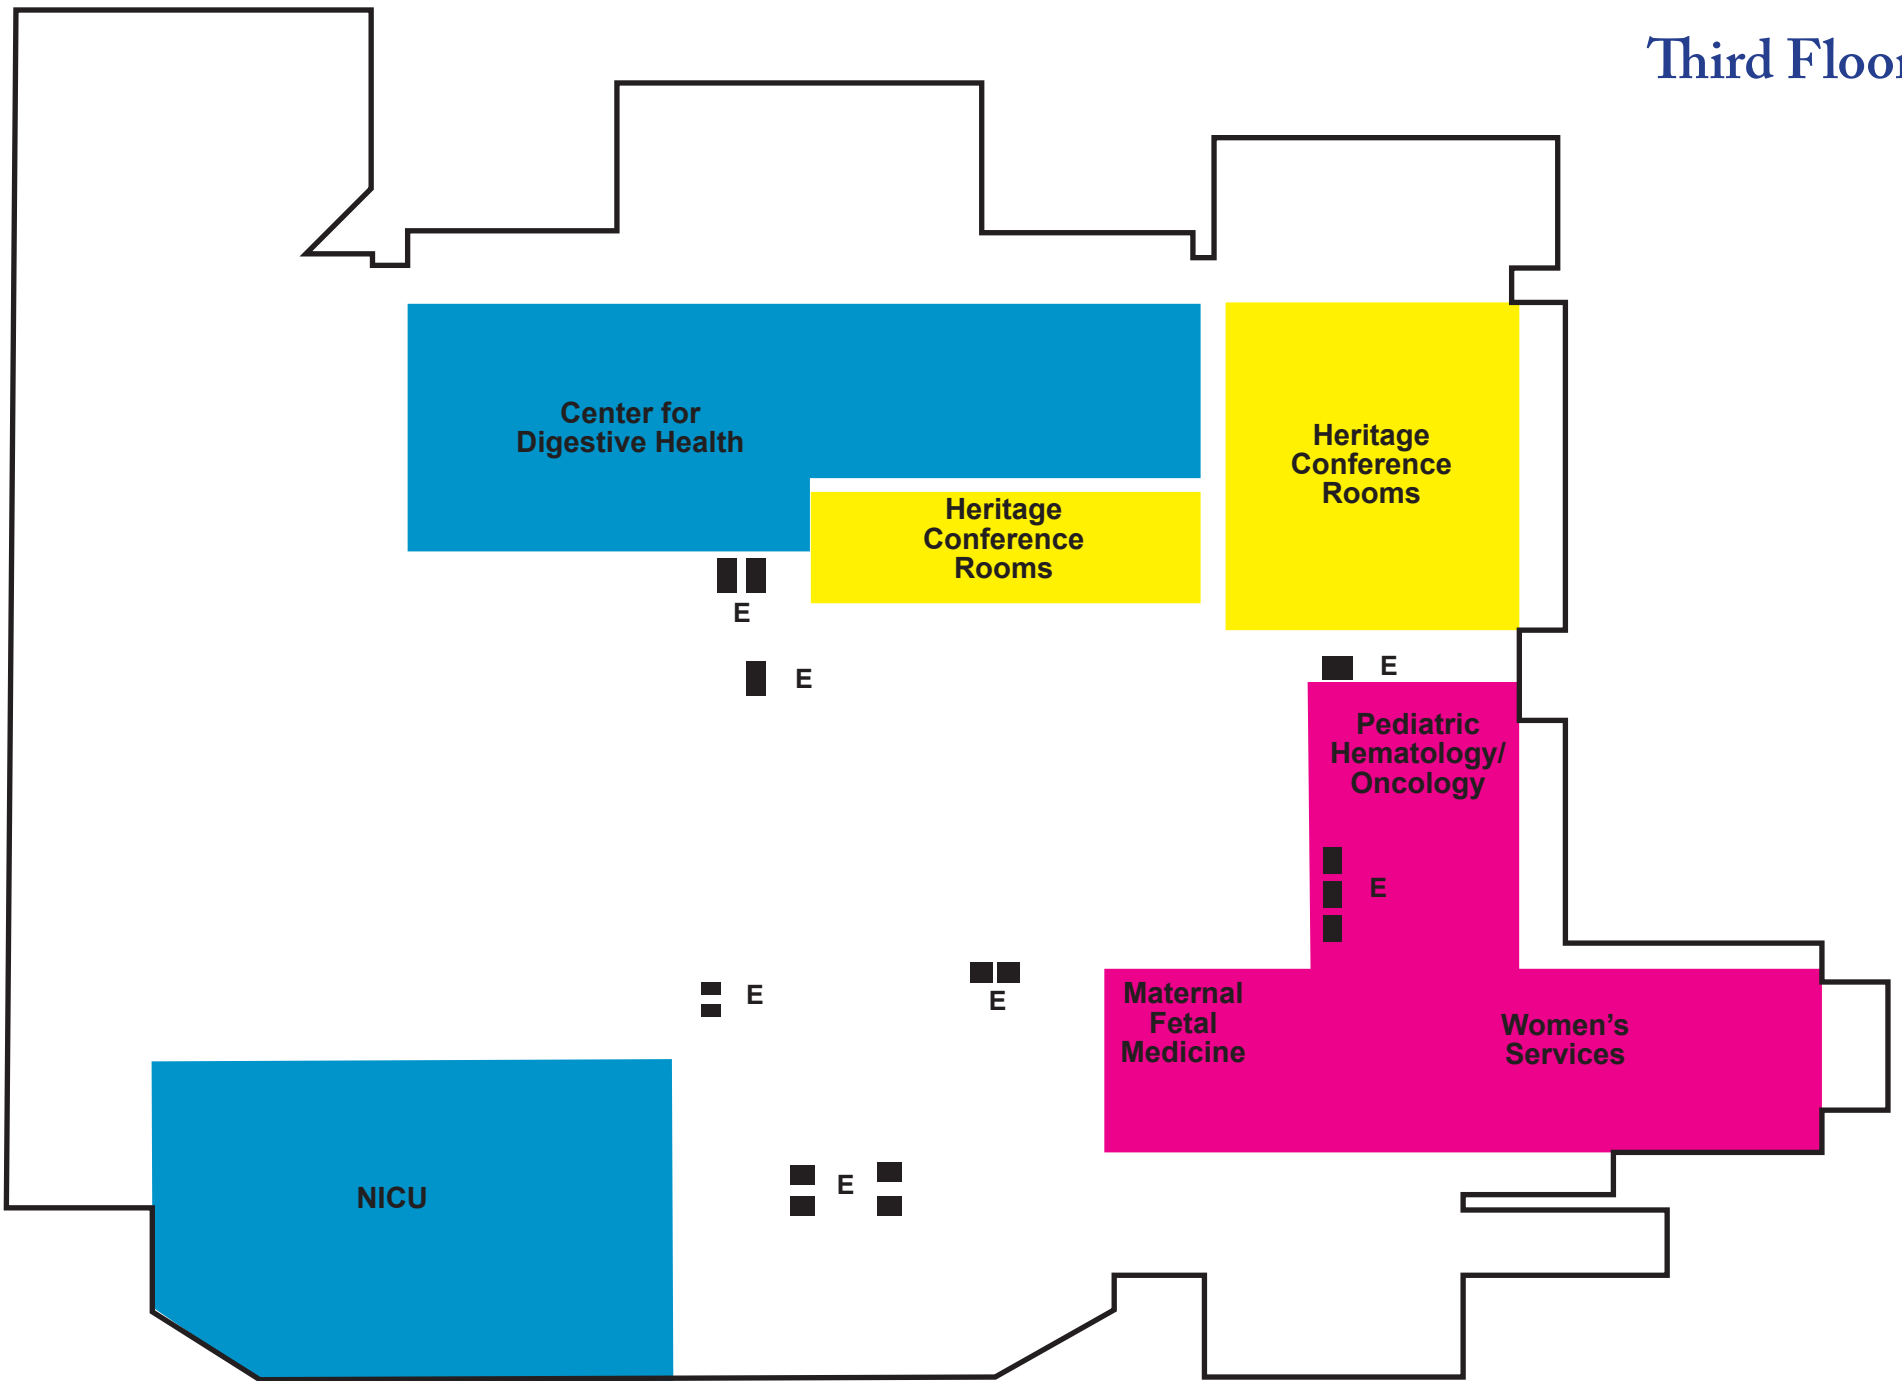 Third Floor
Center for
Digestive Health
Heritage
Conference
Rooms
Heritage
Conference
Rooms
E
E
E
Pediatric
Hematology/
Oncology
E
E
E
Maternal
Fetal
Medicine
Women’s
Services
NICU
E